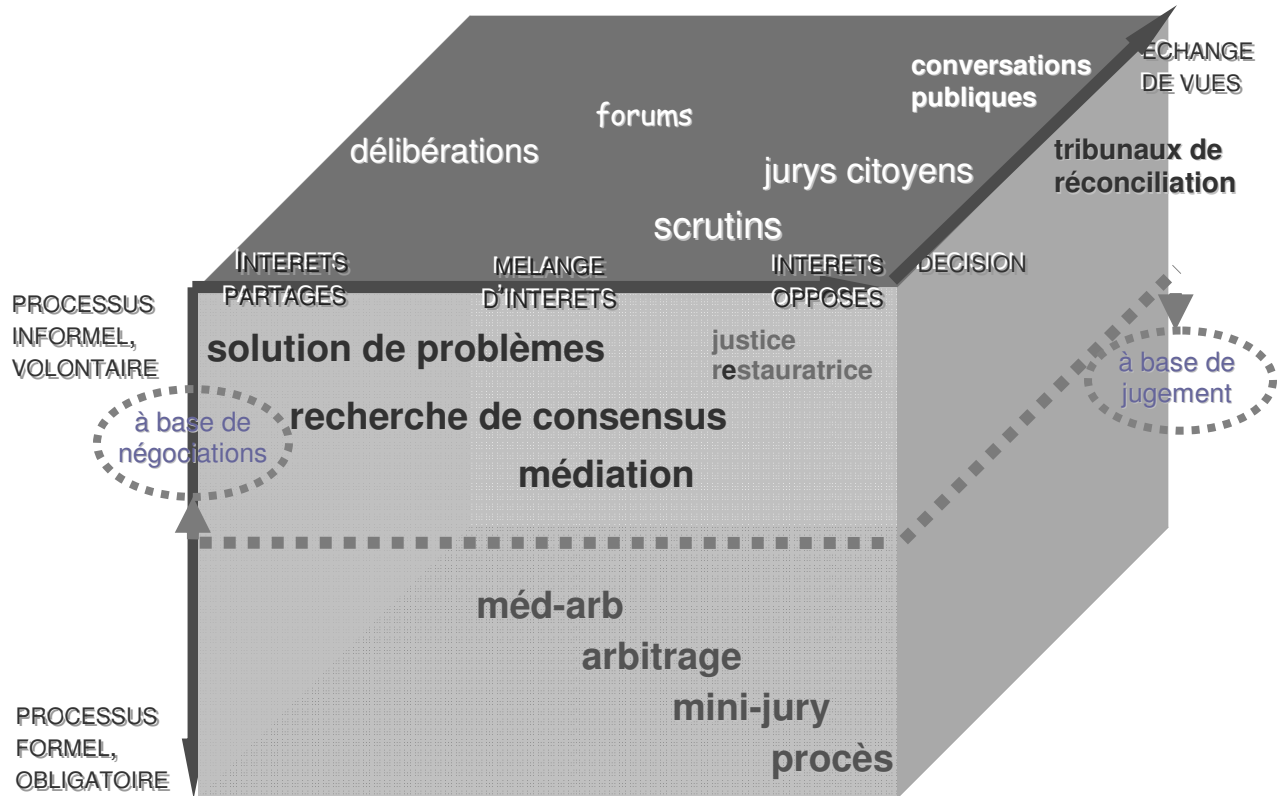 conversations
publiques
ECHANGE
DE VUES
forums
délibérations
jurys citoyens
tribunaux de
réconciliation
scrutins
INTERETS
PARTAGES
MELANGE
D'INTERETS
INTERETS
OPPOSES
DECISION
PROCESSUS
INFORMEL,
VOLONTAIRE
solution de problèmes
justice
restauratrice
à base de
négociations
recherche de consensus
à base de
jugement
médiation
méd-arb
arbitrage
mini-jury
procès
PROCESSUS
FORMEL,
OBLIGATOIRE